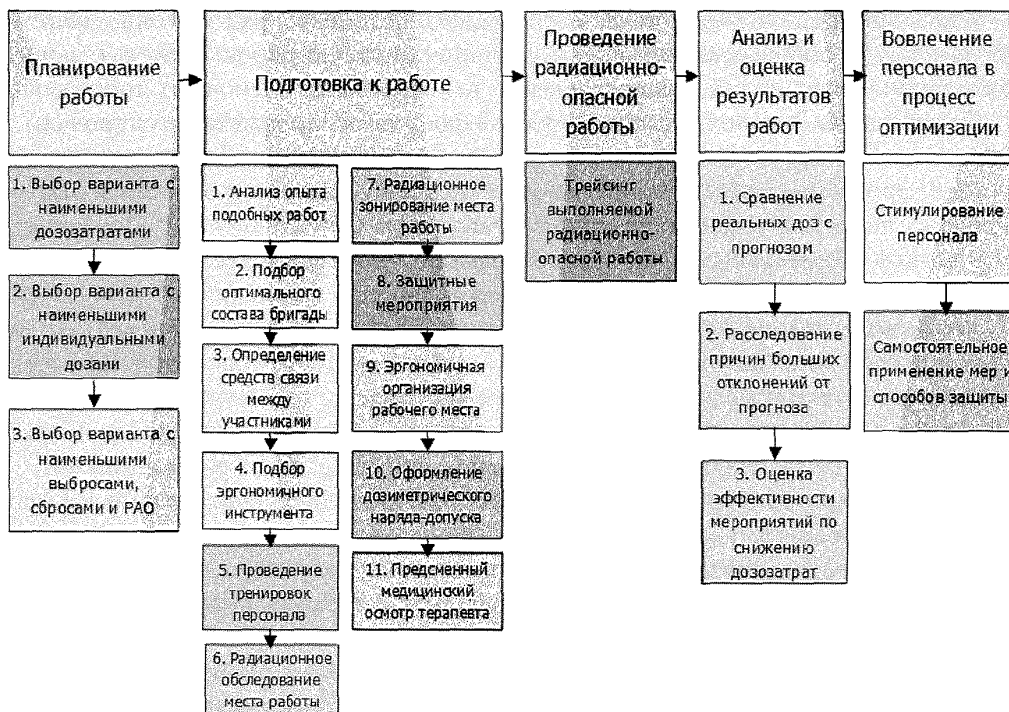 Планирование
работы
Подготовка к работе
Проведение
радиационно-
опасной
работы
Анализ и
оценка
результатов
работ
Вовлечение
персонала в
процесс
оптимизации
1. Выбор варианта с
наименьшими
дозозатратами
2. Выбор варианта с
наименьшими
индивидуальными
дозами
3. Выбор варианта с
наименьшими
выбросами,
сбросами и РАО
1. Анализ опыта
подобных работ
2. Подбор
оптимального
состава бригады
3. Определение
средств связи
между
участниками
4. Подбор
эргономичного
инструмента
5. Проведение
тренировок
персонала
6. Радиационное
обследование
места работы
7. Радиационное
зонирование места
работы
8. Защитные
мероприятия
9. Эргономичная
организация
рабочего места
10. Оформление
дозиметрического
наряда-допуска
11. Предсменный
медицинский
осмотр терапевта
Трейсинг
выполняемой
радиационно-
опасной работы
1. Сравнение
реальных доз с
прогнозом
2. Расследование
причин больших
отклонений от
прогноза
3. Оценка
эффективности
мероприятий по
снижению
дозозатрат
Стимулирование
персонала
Самостоятельное
применение мер и
способов защиты